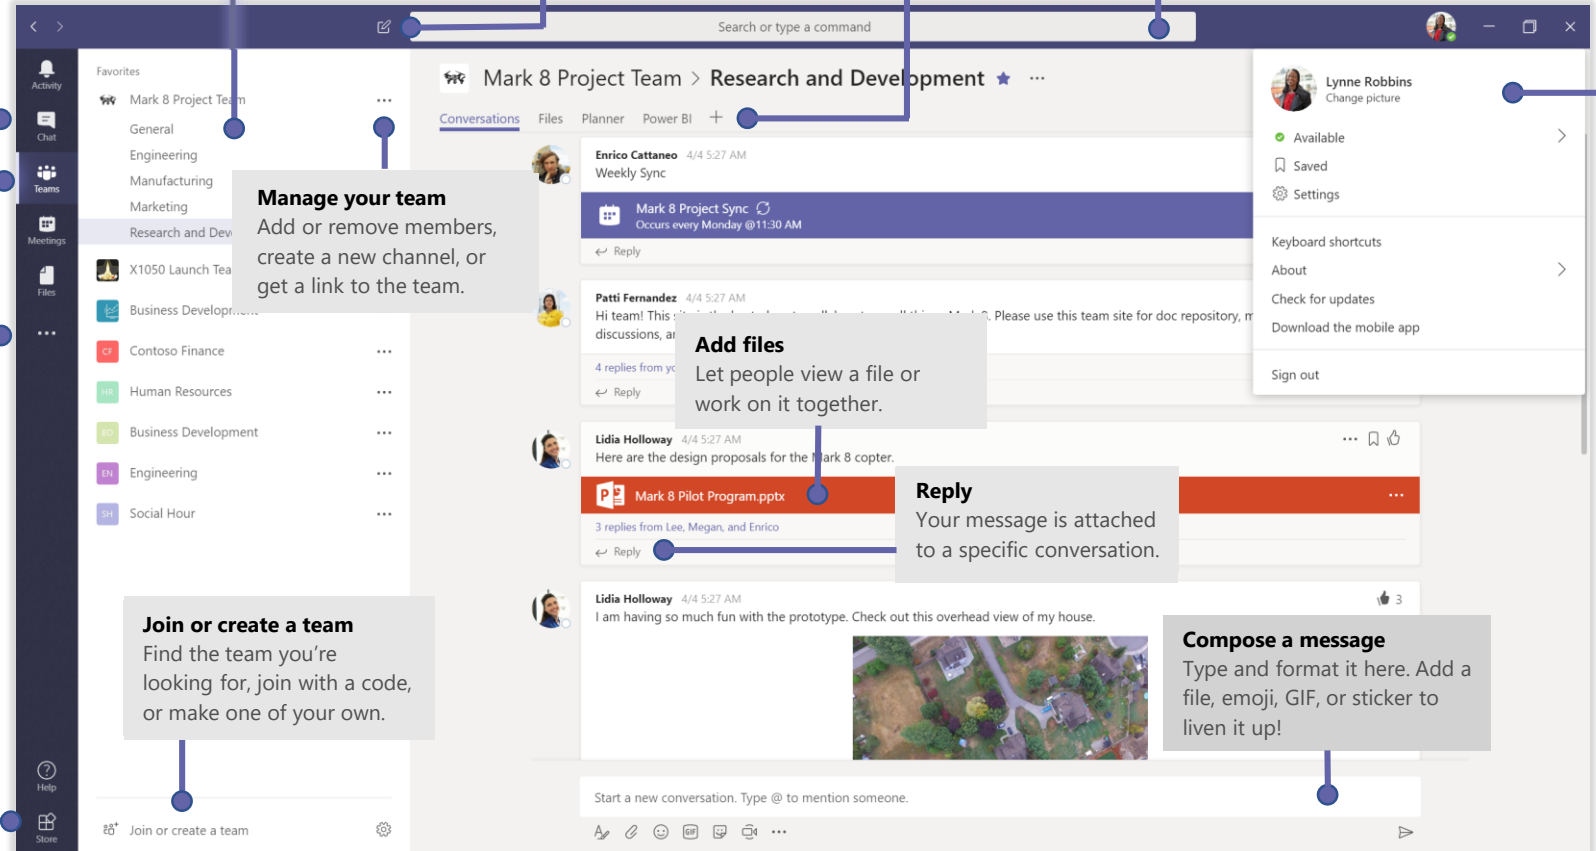 Search or type a command
Activity
Chat
Teams
Meetings
Files
Help
Store
Favorites
Mark 8 Project Team
General
Engineering
Manufacturing
Marketing
Research and Dev
X1050 Launch Tea
Business Develop
CF Contoso Finance
HR Human Resources
Business Development
EN Engineering
SH Social Hour
Join or create a team
Manage your team
Add or remove members,
create a new channel, or
get a link to the team.
Join or create a team
Find the team you’re
looking for, join with a code,
or make one of your own.
Mark 8 Project Team > Research and Development
Conversations Files Planner Power BI
Enrico Cattaneo 4/4 5:27 AM
Weekly Sync
Mark 8 Project Sync
Occurs every Monday @11:30 AM
Reply
Patti Fernandez 4/4 5:27 AM
Hi team! This Please use this team site for doc repository,
discussions,
4 replies from
Reply
Add files
Let people view a file or
work on it together.
Lidia Holloway 4/4 5:27 AM
Here are the design proposals for the Mark 8 copter.
Mark 8 Pilot Program.pptx
3 replies from Lee, Megan, and Enrico
Reply
Reply
Your message is attached
to a specific conversation.
Lidia Holloway 4/4 5:27 AM
3
I am having so much fun with the prototype. Check out this overhead view of my house.
Compose a message
Type and format it here. Add a
file, emoji, GIF, or sticker to
liven it up!
Start a new conversation. Type @ to mention someone.
GIF
Lynne Robbins
Change picture
Available
Saved
Settings
Keyboard shortcuts
About
Check for updates
Download the mobile app
Sign out